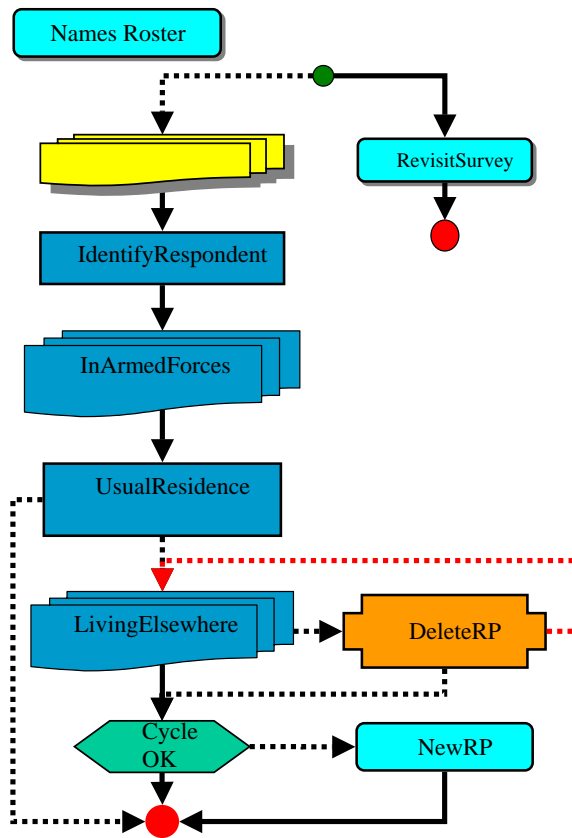 Names Roster
RevisitSurvey
IdentifyRespondent
InArmedForces
UsualResidence
LivingElsewhere
DeleteRP
Cycle
OK
NewRP